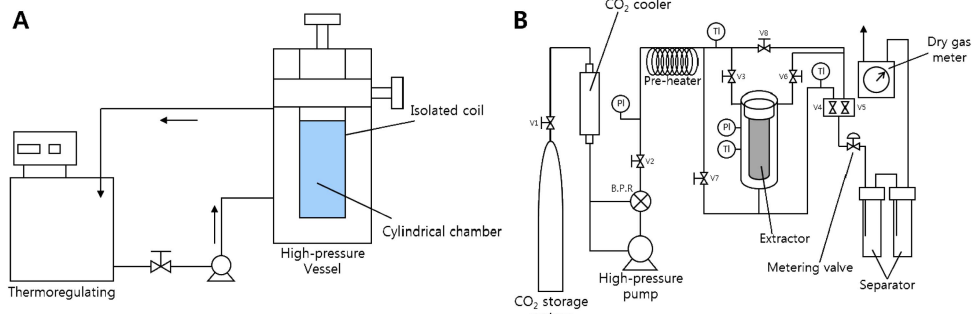 A
Isolated coil
Cylindrical chamber
High-pressure
Vessel
Thermoregulating
B
CO₂ cooler
TI
V8
Dry gas
meter
Pre-heater
V3
V6
TI
PI
V1
V4
V5
PI
TI
V2
V7
B.P.R
Extractor
Metering valve
High-pressure
pump
Separator
CO₂ storage